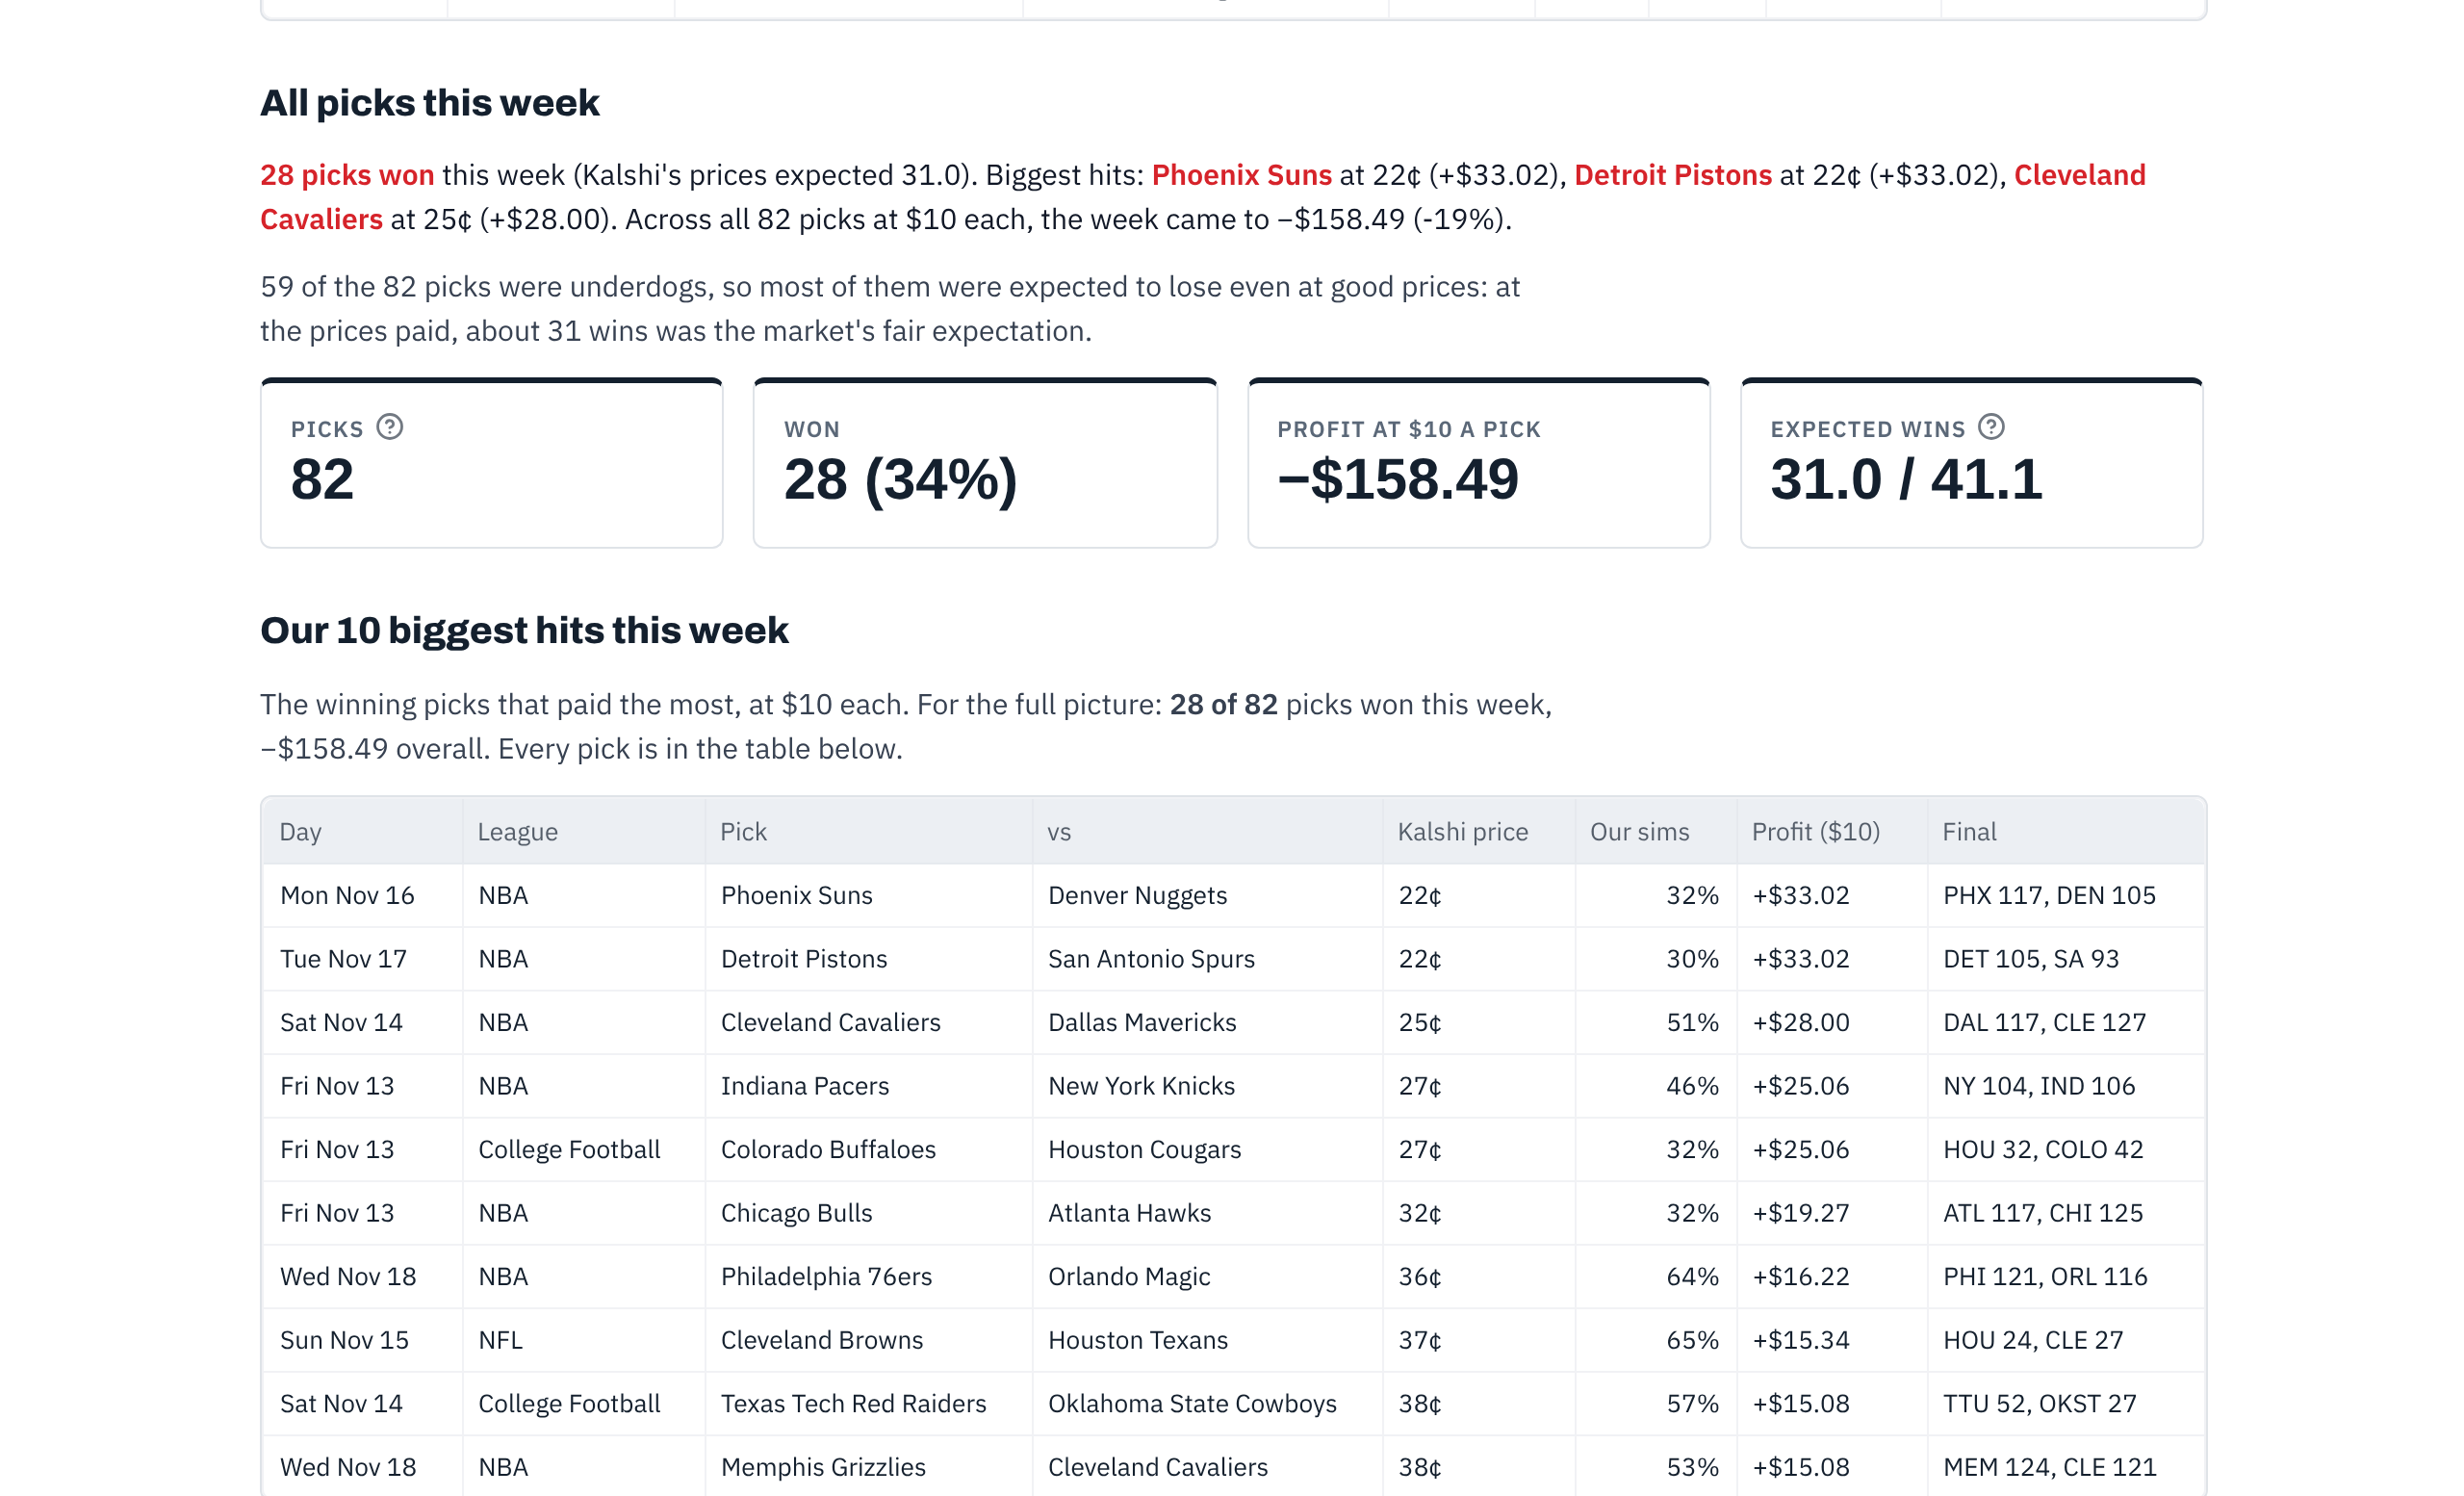 All picks this week
28 picks won this week (Kalshi's prices expected 31.0). Biggest hits: Phoenix Suns at 22¢ (+$33.02), Detroit Pistons at 22¢ (+$33.02), Cleveland
Cavaliers at 25¢ (+$28.00). Across all 82 picks at $10 each, the week came to −$158.49 (-19%).
59 of the 82 picks were underdogs, so most of them were expected to lose even at good prices: at
the prices paid, about 31 wins was the market's fair expectation.
PICKS ?
82
WON
28 (34%)
PROFIT AT $10 A PICK
−$158.49
EXPECTED WINS ?
31.0 / 41.1
Our 10 biggest hits this week
The winning picks that paid the most, at $10 each. For the full picture: 28 of 82 picks won this week,
−$158.49 overall. Every pick is in the table below.
Day League Pick vs Kalshi price Our sims Profit ($10) Final
Mon Nov 16 NBA Phoenix Suns Denver Nuggets 22¢ 32% +$33.02 PHX 117, DEN 105
Tue Nov 17 NBA Detroit Pistons San Antonio Spurs 22¢ 30% +$33.02 DET 105, SA 93
Sat Nov 14 NBA Cleveland Cavaliers Dallas Mavericks 25¢ 51% +$28.00 DAL 117, CLE 127
Fri Nov 13 NBA Indiana Pacers New York Knicks 27¢ 46% +$25.06 NY 104, IND 106
Fri Nov 13 College Football Colorado Buffaloes Houston Cougars 27¢ 32% +$25.06 HOU 32, COLO 42
Fri Nov 13 NBA Chicago Bulls Atlanta Hawks 32¢ 32% +$19.27 ATL 117, CHI 125
Wed Nov 18 NBA Philadelphia 76ers Orlando Magic 36¢ 64% +$16.22 PHI 121, ORL 116
Sun Nov 15 NFL Cleveland Browns Houston Texans 37¢ 65% +$15.34 HOU 24, CLE 27
Sat Nov 14 College Football Texas Tech Red Raiders Oklahoma State Cowboys 38¢ 57% +$15.08 TTU 52, OKST 27
Wed Nov 18 NBA Memphis Grizzlies Cleveland Cavaliers 38¢ 53% +$15.08 MEM 124, CLE 121